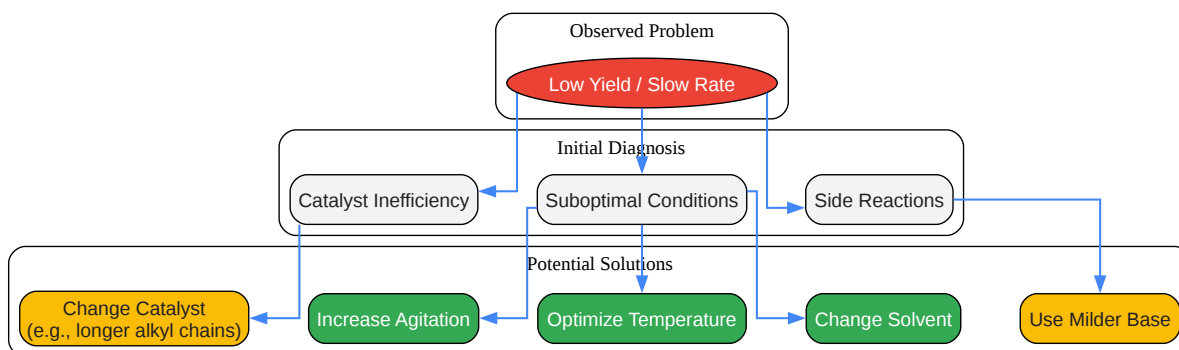 Observed Problem
Low Yield / Slow Rate
Initial Diagnosis
Catalyst Inefficiency
Suboptimal Conditions
Side Reactions
Potential Solutions
Change Catalyst
(e.g., longer alkyl chains)
Increase Agitation
Optimize Temperature
Change Solvent
Use Milder Base